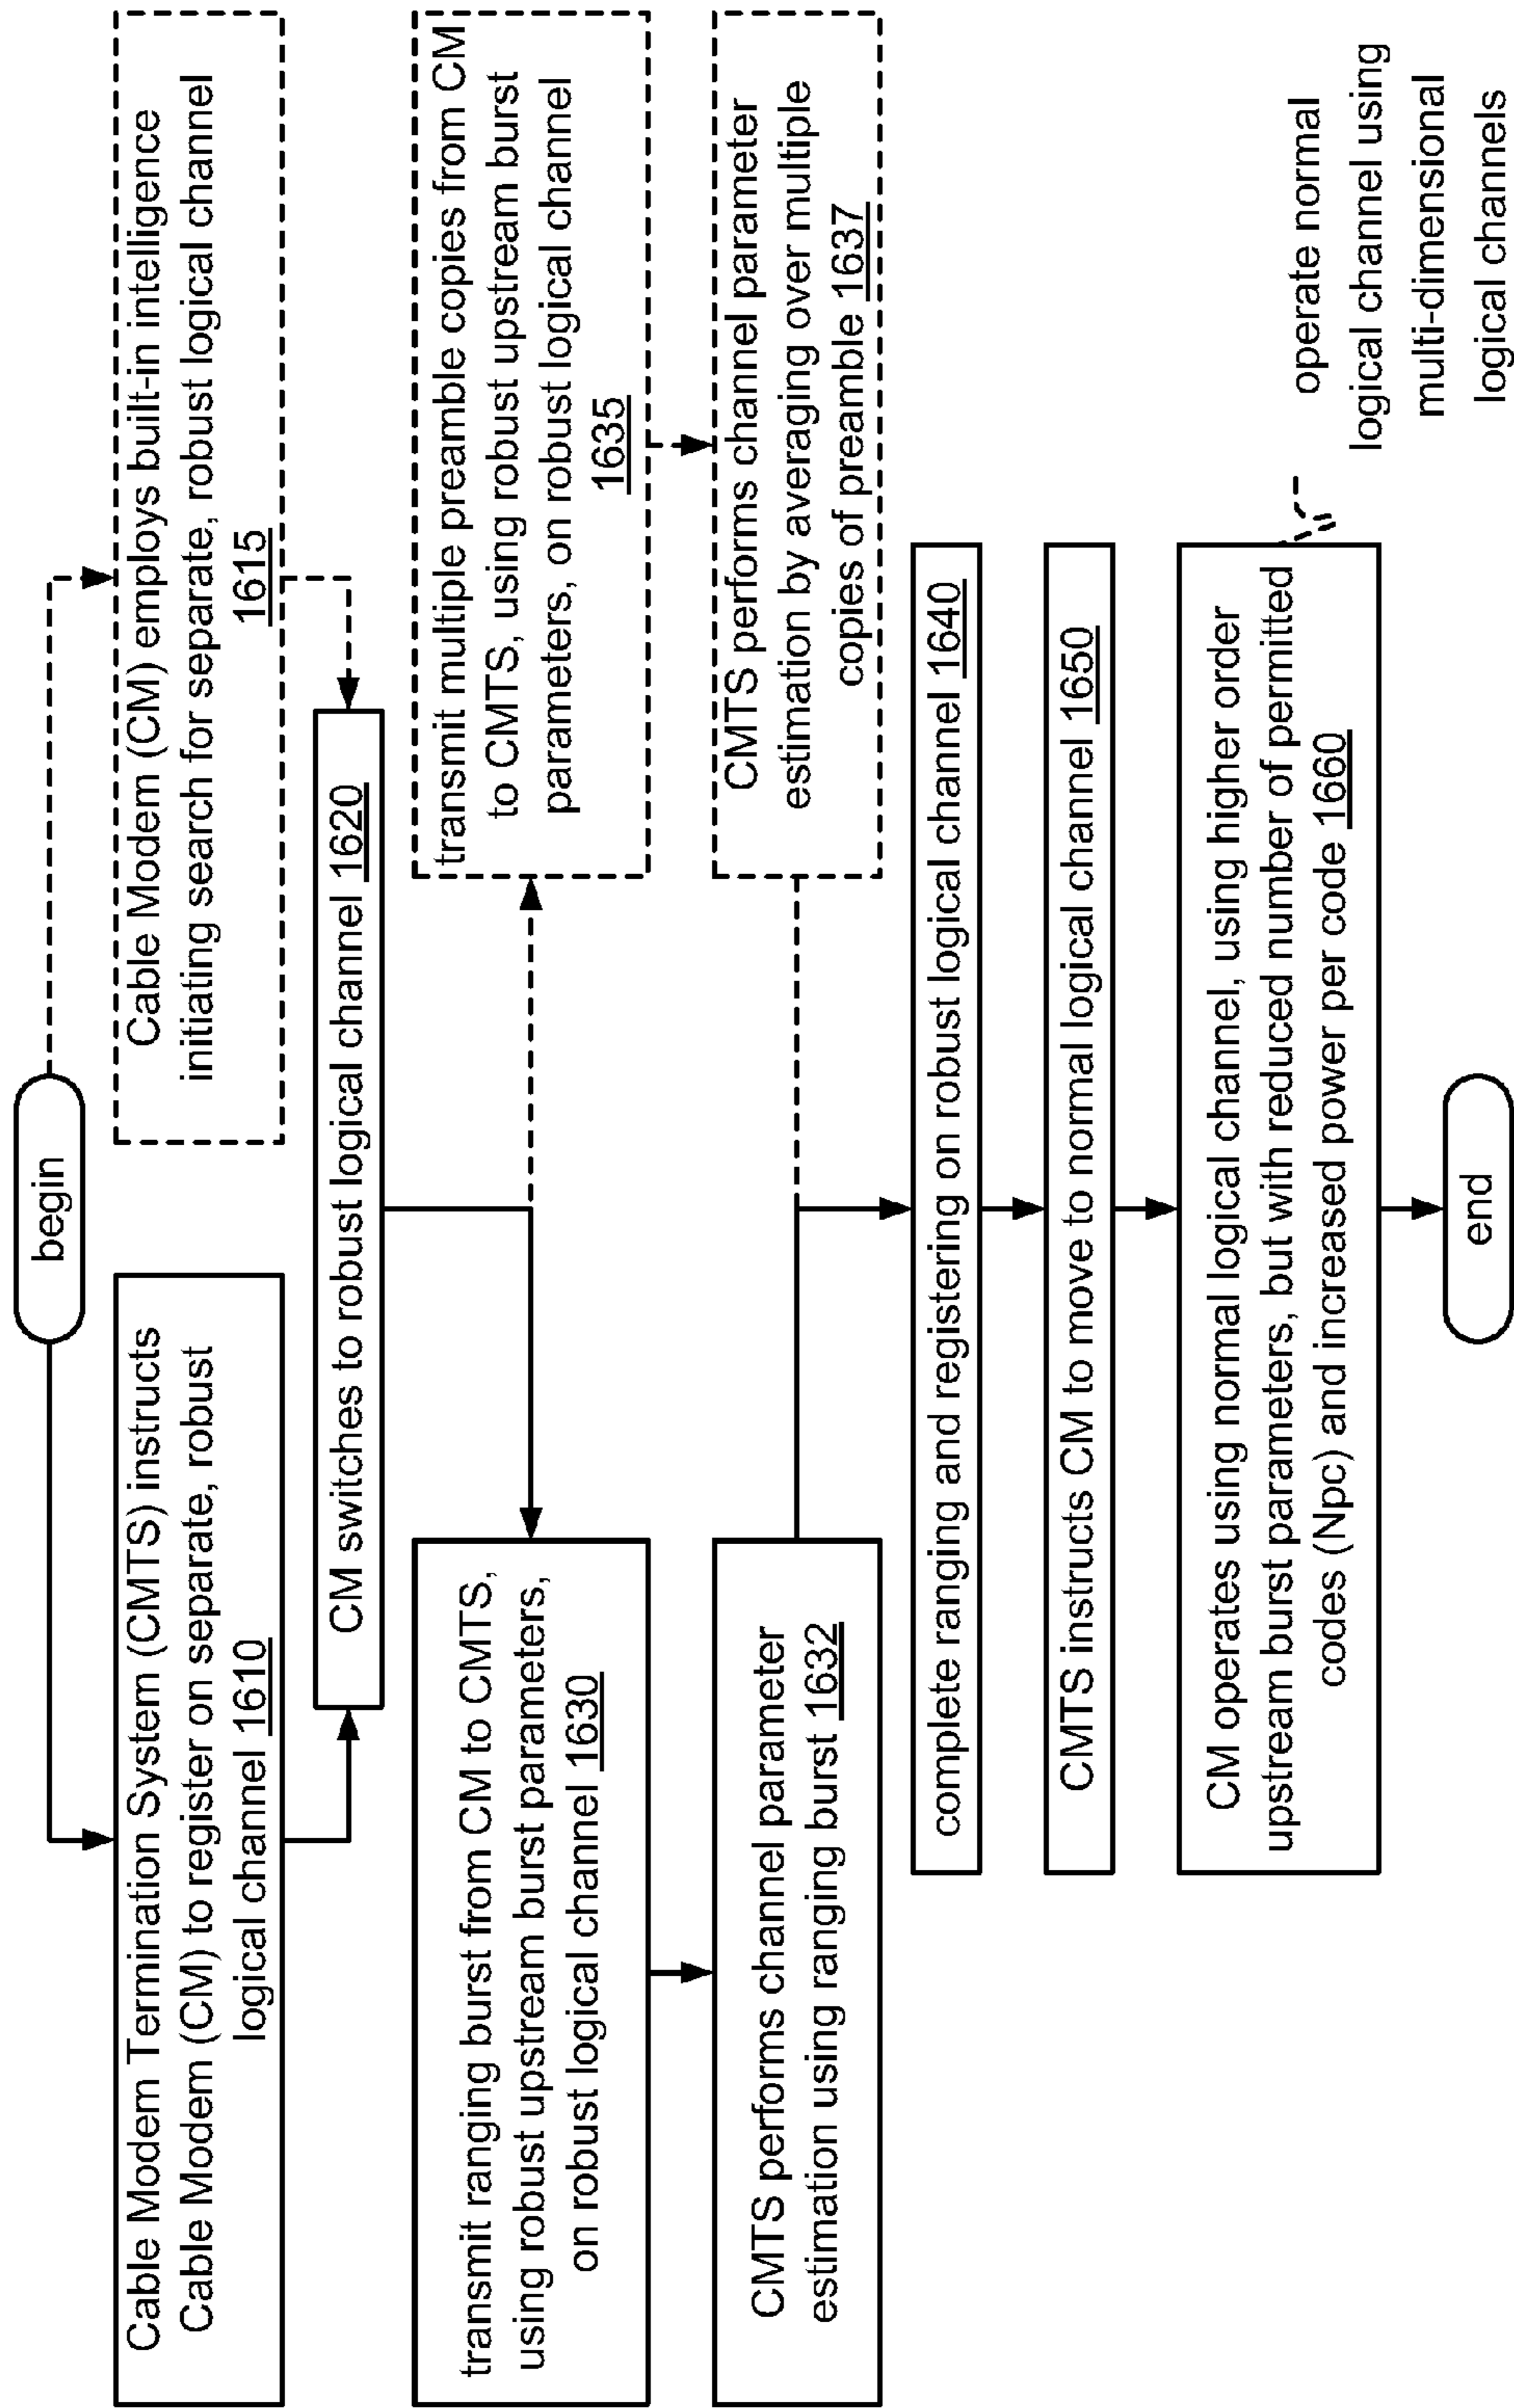 begin
Cable Modem Termination System (CMTS) instructs
Cable Modem (CM) to register on separate, robust
logical channel 1610
Cable Modem (CM) employs built-in intelligence
initiating search for separate, robust logical channel
1615
CM switches to robust logical channel 1620
transmit ranging burst from CM to CMTS,
using robust upstream burst parameters,
on robust logical channel 1630
transmit multiple preamble copies from CM
to CMTS, using robust upstream burst
parameters, on robust logical channel
1635
CMTS performs channel parameter
estimation using ranging burst 1632
CMTS performs channel parameter
estimation by averaging over multiple
copies of preamble 1637
complete ranging and registering on robust logical channel 1640
CMTS instructs CM to move to normal logical channel 1650
CM operates using normal logical channel, using higher order
upstream burst parameters, but with reduced number of permitted
codes (Npc) and increased power per code 1660
operate normal
logical channel using
multi-dimensional
logical channels
end